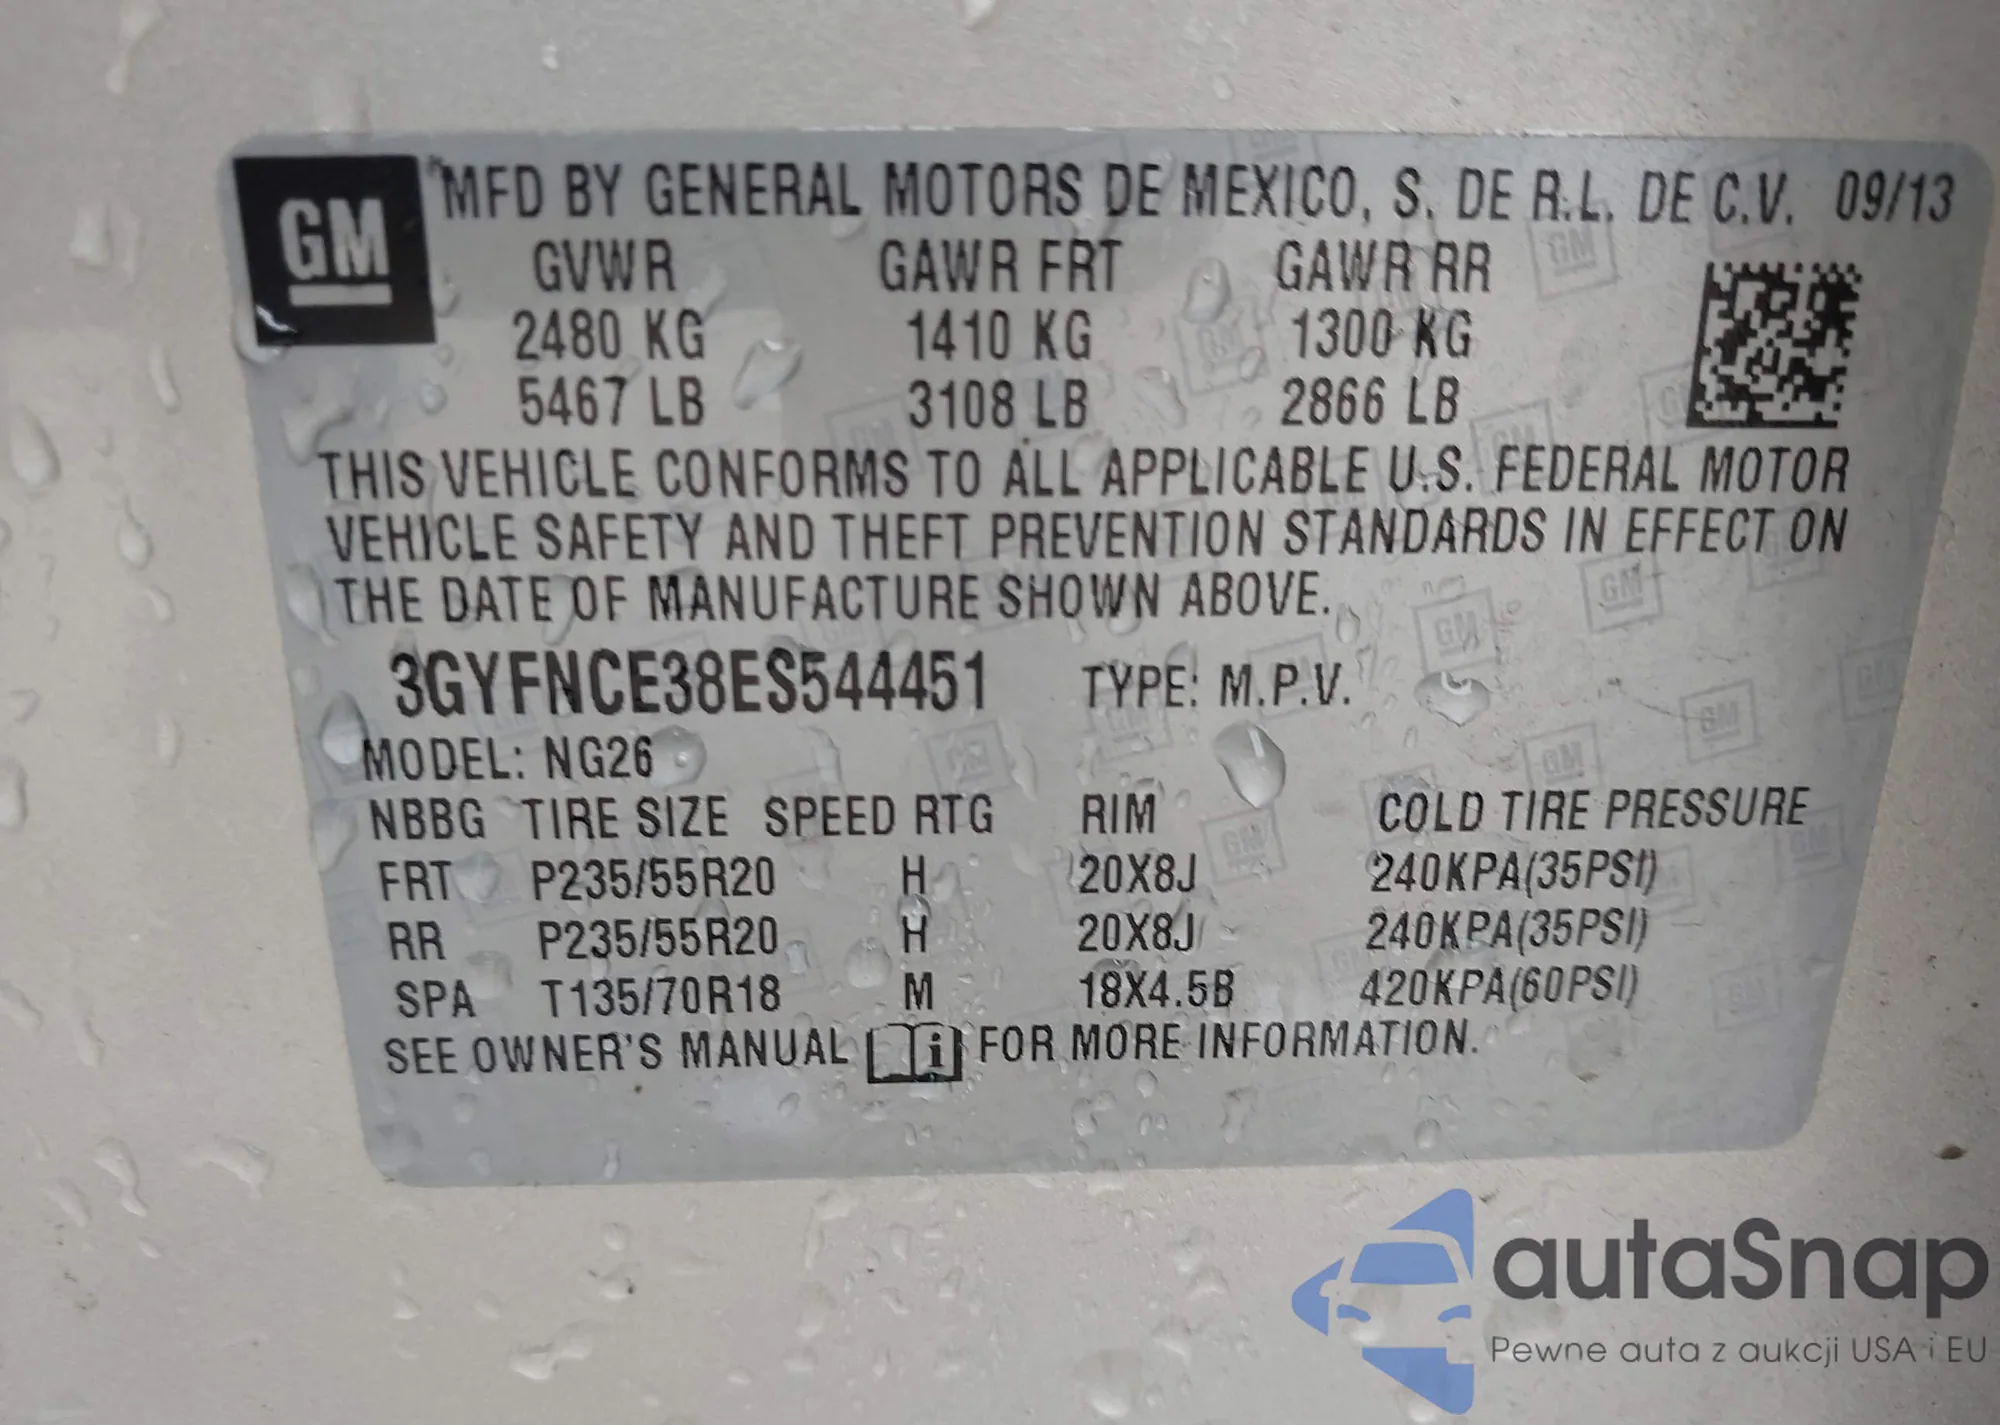 GM
MFD BY GENERAL MOTORS DE MEXICO, S. DE R.L. DE C.V. 09/13
GVWR GAWR FRT GAWR RR
2480 KG 1410 KG 1300 KG
5467 LB 3108 LB 2866 LB
THIS VEHICLE CONFORMS TO ALL APPLICABLE U.S. FEDERAL MOTOR
VEHICLE SAFETY AND THEFT PREVENTION STANDARDS IN EFFECT ON
THE DATE OF MANUFACTURE SHOWN ABOVE.
3GYFNCE38ES544451 TYPE: M.P.V.
MODEL: NG26
NBBG TIRE SIZE SPEED RTG RIM COLD TIRE PRESSURE
FRT P235/55R20 H 20X8J 240KPA(35PSI)
RR P235/55R20 H 20X8J 240KPA(35PSI)
SPA T135/70R18 M 18X4.5B 420KPA(60PSI)
SEE OWNER'S MANUAL i FOR MORE INFORMATION.
autaSnap
Pewne auta z aukcji USA i EU